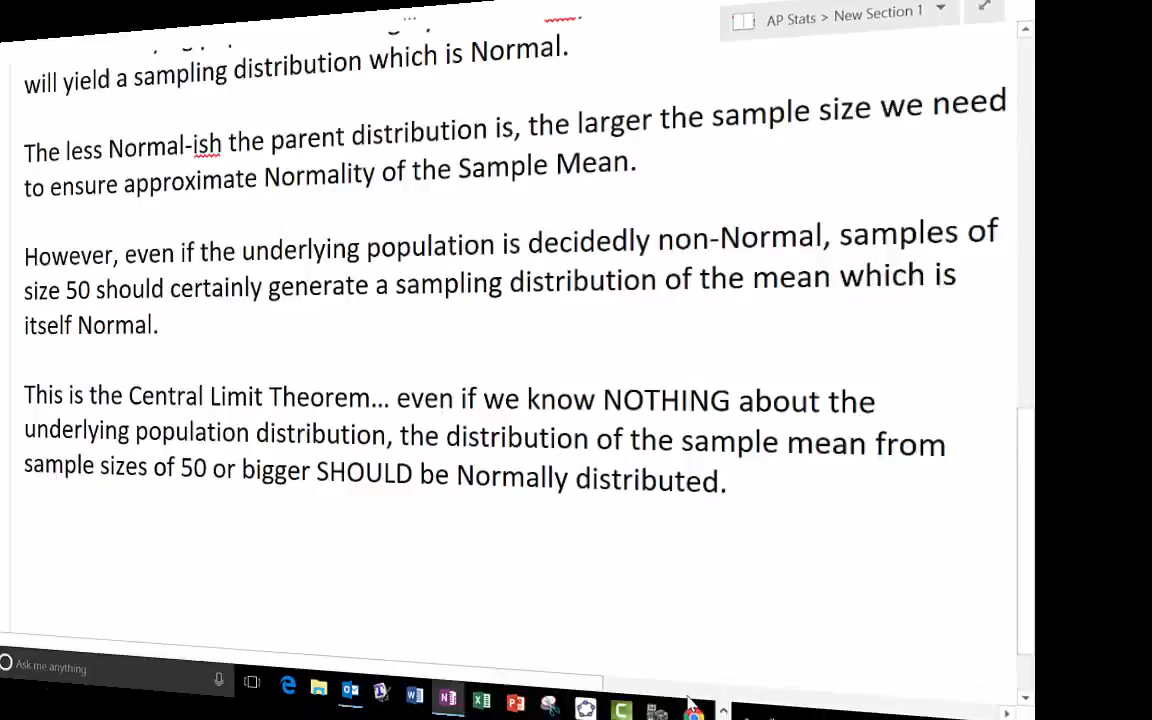 AP Stats > New Section 1
will yield a sampling distribution which is Normal.
The less Normal-ish the parent distribution is, the larger the sample size we need
to ensure approximate Normality of the Sample Mean.
However, even if the underlying population is decidedly non-Normal, samples of
size 50 should certainly generate a sampling distribution of the mean which is
itself Normal.
This is the Central Limit Theorem... even if we know NOTHING about the
underlying population distribution, the distribution of the sample mean from
sample sizes of 50 or bigger SHOULD be Normally distributed.
Ask me anything